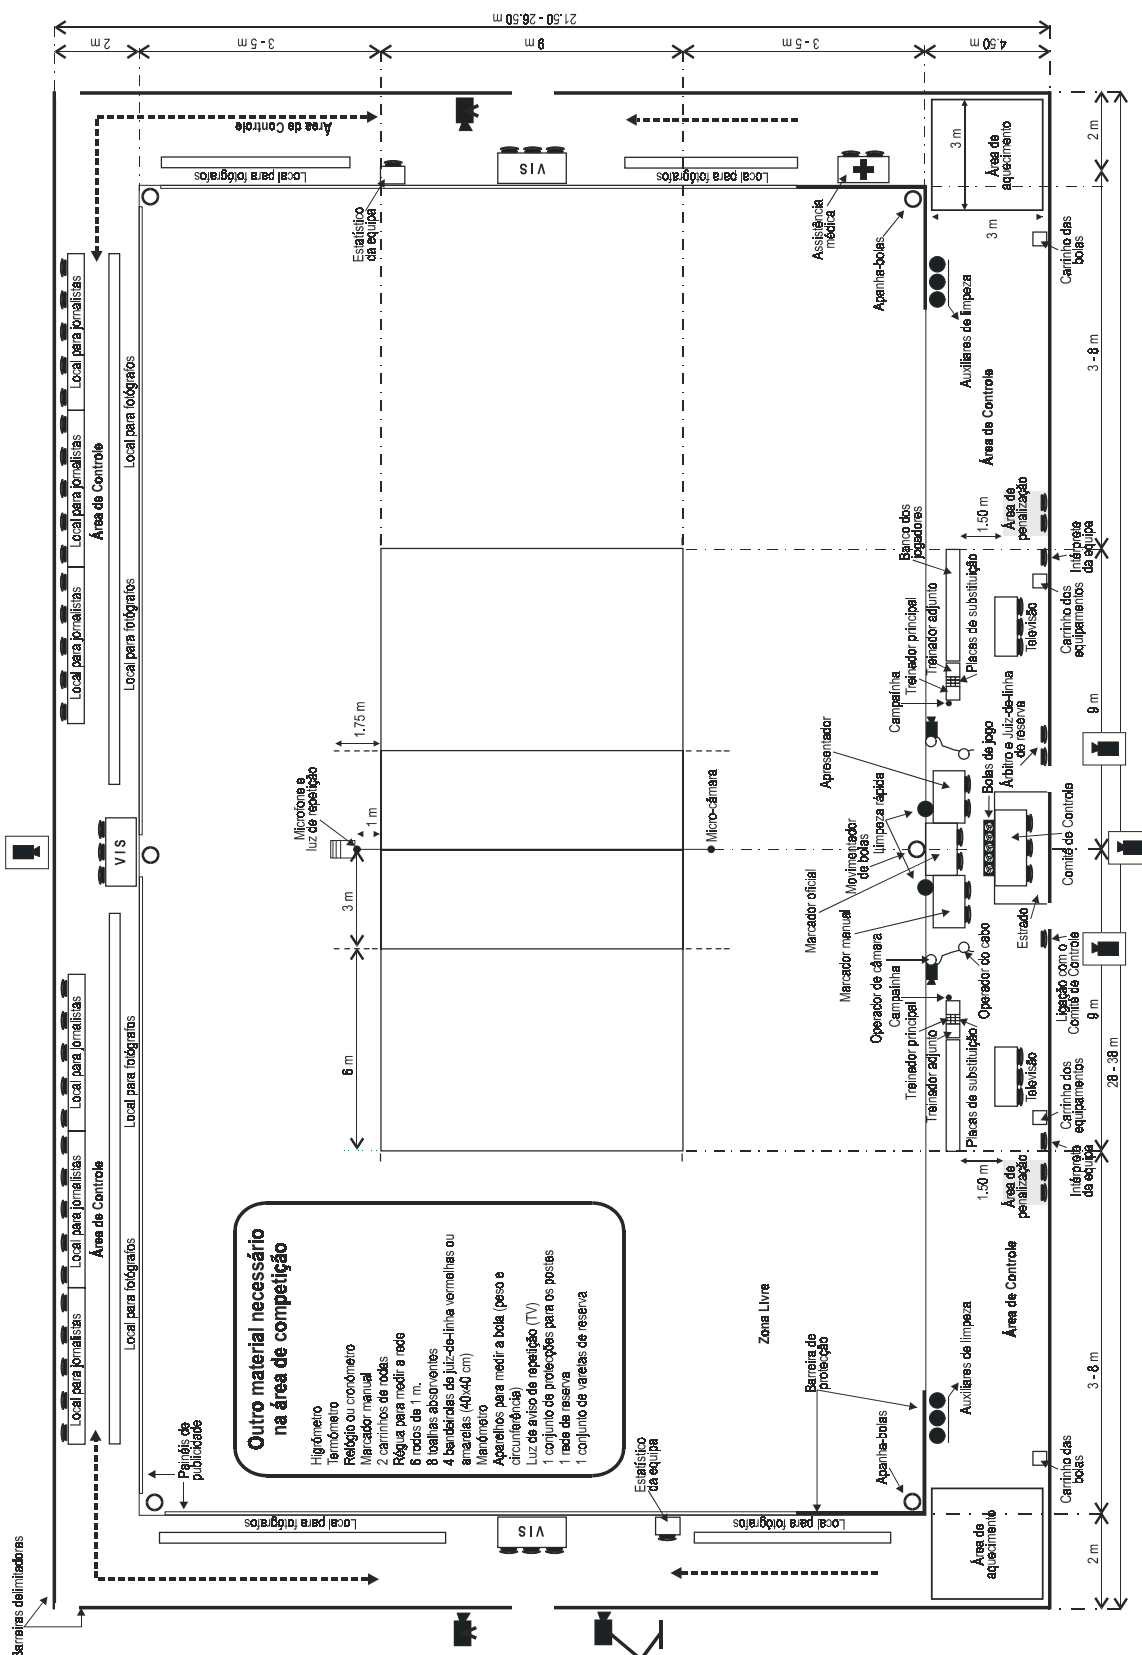 21.50 - 26.50 m
2 m
3 - 5 m
9 m
3 - 5 m
4.50 m
Área de Controle
Local para fotógrafos
VIS
Local para fotógrafos
Estatístico
da equipa
Assistência
médica
Apanha-bolas
3 m
Área de
aquecimento
3 m
2 m
Carrinho das
bolas
Auxiliares de limpeza
Área de Controle
3 - 8 m
Local para jornalistas
Local para jornalistas
Local para jornalistas
Área de Controle
Local para fotógrafos
Local para fotógrafos
1.50 m
Área de
penalização
Banco dos
jogadores
Intérprete
da equipa
Treinador principal
Treinador adjunto
Placas de substituição
Televisão
Carrinho dos
equipamentos
Campaínha
9 m
1.75 m
Microfone e
luz de repetição
1 m
Micro-câmara
Apresentador
Limpeza rápida
Movimentador
de bolas
Bolas de jogo
Árbitro e Juiz-de-linha
de reserva
Comité de Controle
VIS
3 m
Marcador oficial
Marcador manual
Estrado
Operador de câmara
Campaínha
Operador do cabo
Ligação com o
Comité de Controle
9 m
28 - 38 m
6 m
Treinador principal
Treinador adjunto
Placas de substituição
Televisão
Carrinho dos
equipamentos
1.50 m
Área de
penalização
Intérprete
da equipa
Local para jornalistas
Local para jornalistas
Local para jornalistas
Área de Controle
Local para fotógrafos
Local para fotógrafos
Outro material necessário
na área de competição
Higrómetro
Termómetro
Relógio ou cronómetro
Marcador manual
2 carrinhos de rodas
Régua para medir a rede
6 rodos de 1 m.
8 toalhas absorventes
4 bandeirolas de juiz-de-linha vermelhas ou
amarelas (40x40 cm)
Manómetro
Aparelhos para medir a bola (peso e
circunferência)
Luz de aviso de repetição (TV)
1 conjunto de protecções para os postes
1 rede de reserva
1 conjunto de varetas de reserva
Zona Livre
Área de Controle
Barreira de
protecção
Auxiliares de limpeza
3 - 8 m
Painéis de
publicidade
Estatístico
da equipa
Apanha-bolas
Carrinho das
bolas
Local para fotógrafos
VIS
Local para fotógrafos
Área de
aquecimento
2 m
Barreiras delimitadoras